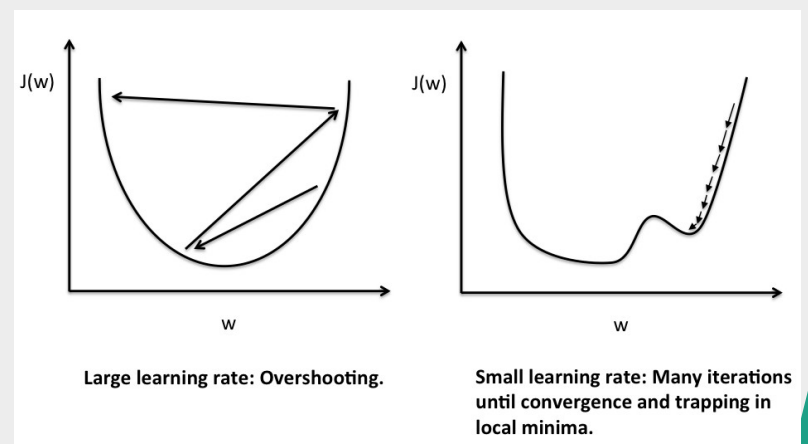 J(w)
w
Large learning rate: Overshooting.
J(w)
w
Small learning rate: Many iterations
until convergence and trapping in
local minima.